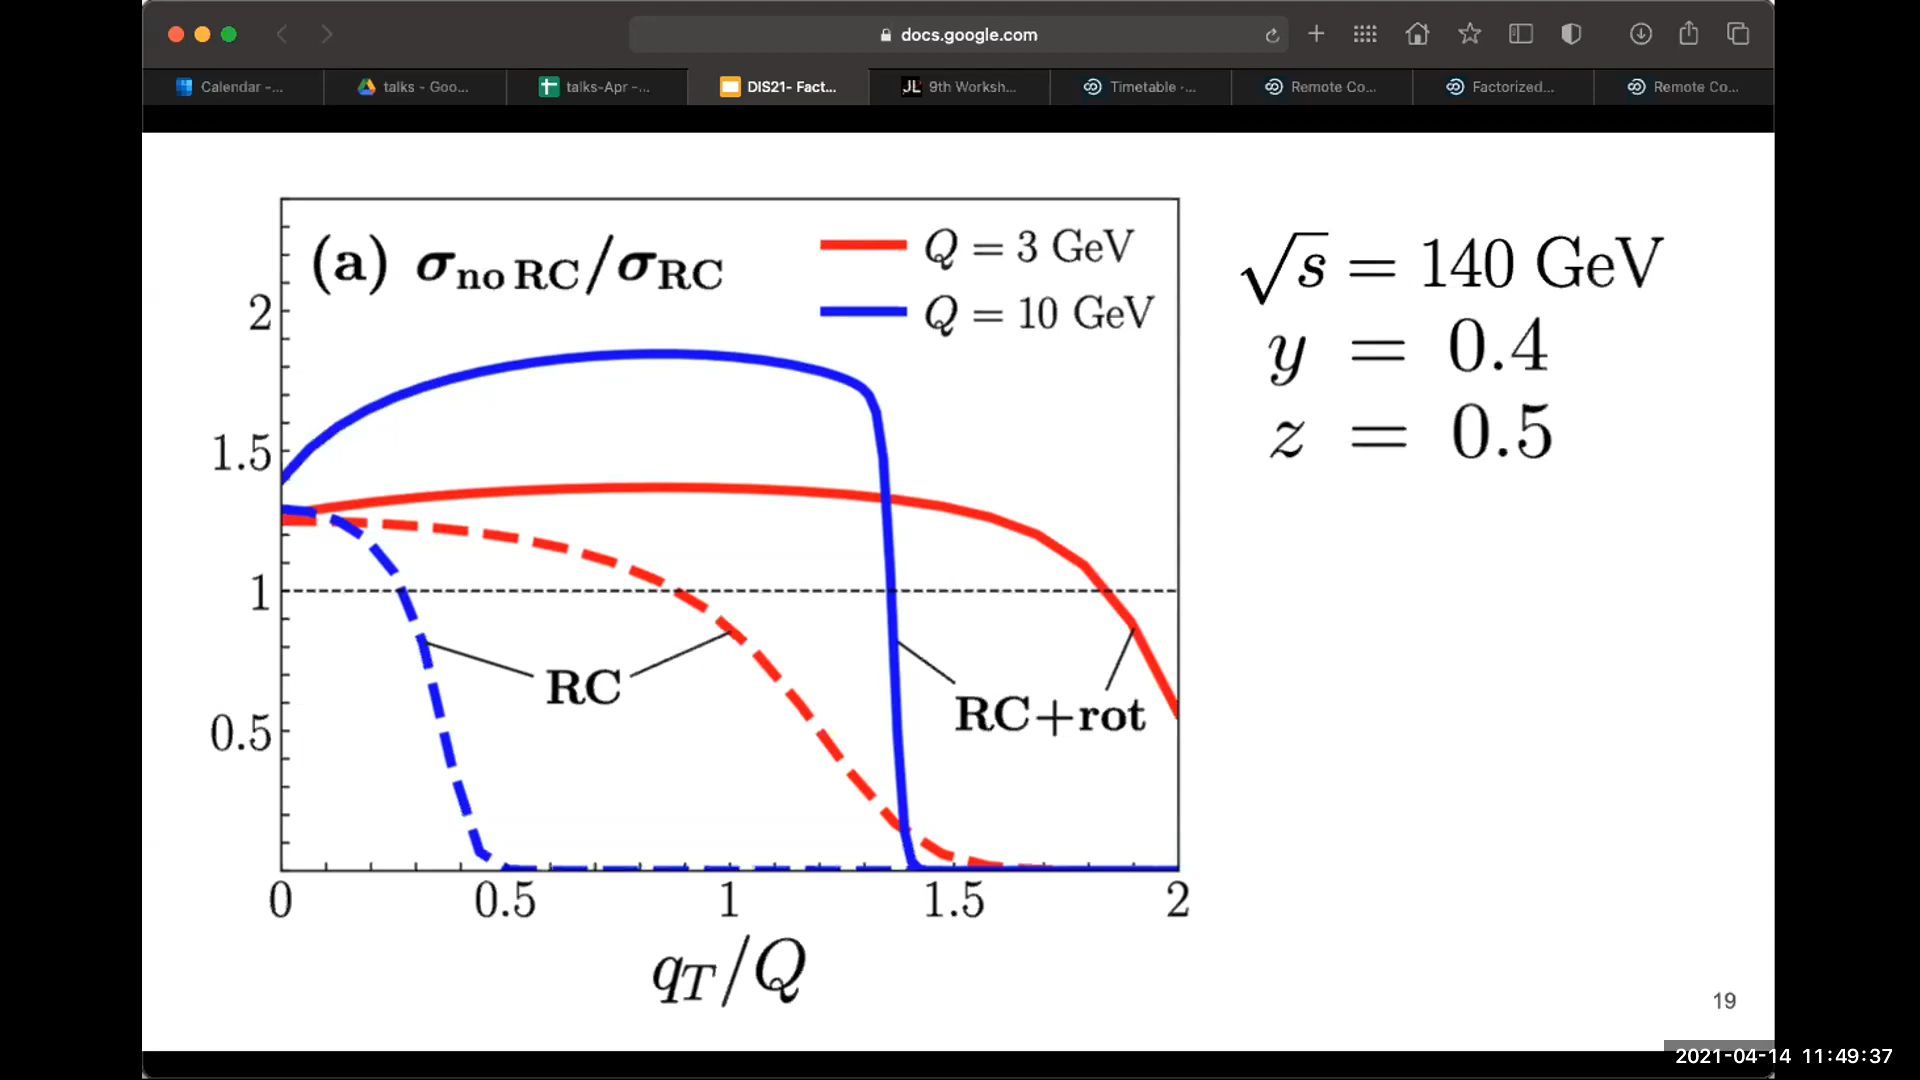 docs.google.com
Calendar -...
talks - Goo...
talks-Apr -...
DIS21- Fact...
JL 9th Worksh...
Timetable -...
Remote Co...
Factorized...
Remote Co...
(a) σno RC/σRC
Q = 3 GeV
Q = 10 GeV
√s = 140 GeV
y = 0.4
z = 0.5
2
1.5
1
0.5
RC
RC+rot
0 0.5 1 1.5 2
qT/Q
19
2021-04-14 11:49:37